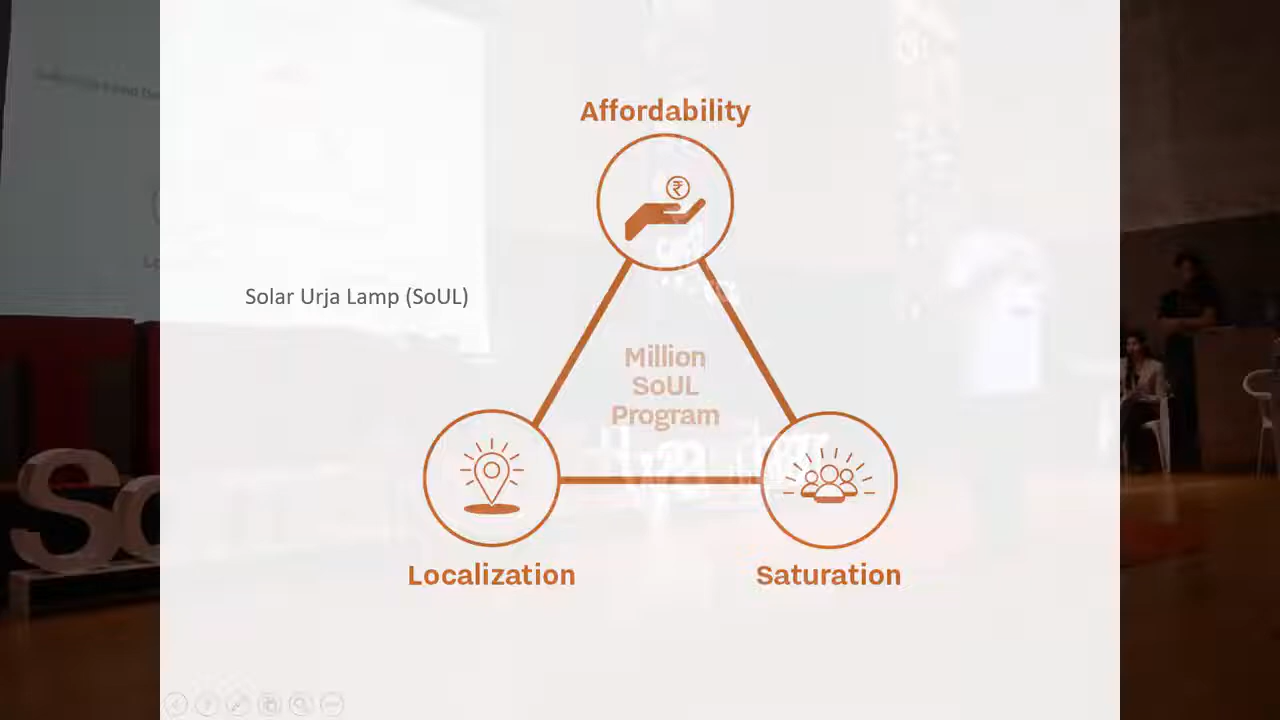 Affordability
₹
Solar Urja Lamp (SoUL)
Million
SoUL
Program
Localization
Saturation